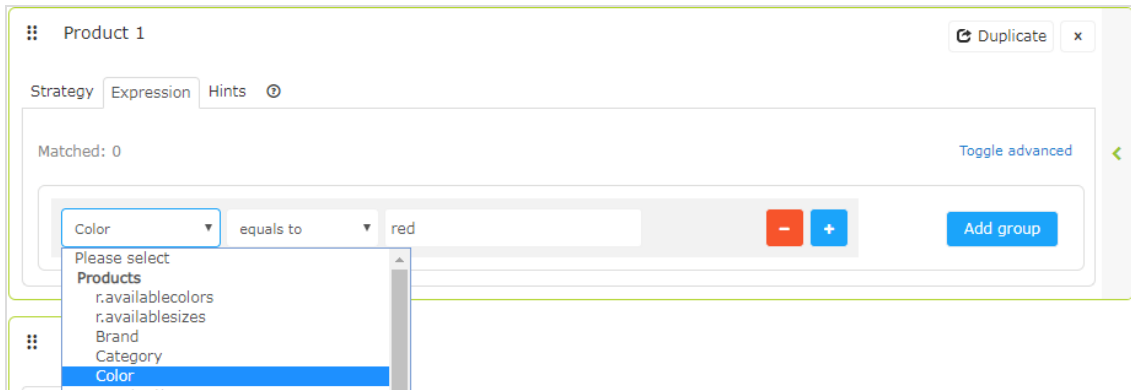 Product 1
Duplicate x
Strategy Expression Hints
Matched: 0
Toggle advanced
Color equals to red - + Add group
Please select
Products
r.availablecolors
r.availablesizes
Brand
Category
Color